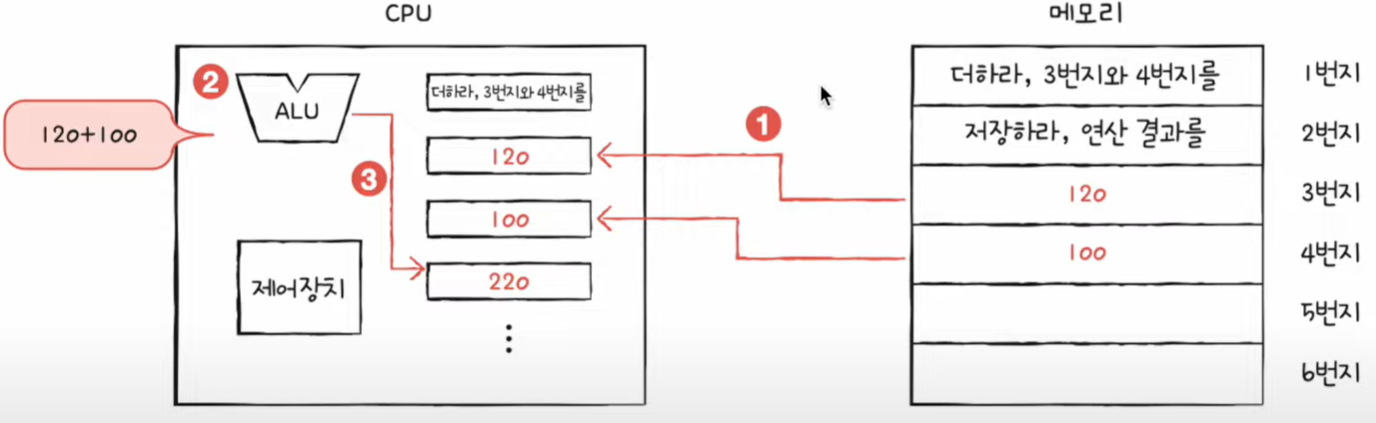 CPU
메모리
2
ALU
120+100
3
제어장치
더하라, 3번지와 4번지를
120
100
220
1
더하라, 3번지와 4번지를
1번지
저장하라, 연산 결과를
2번지
120
3번지
100
4번지
5번지
6번지